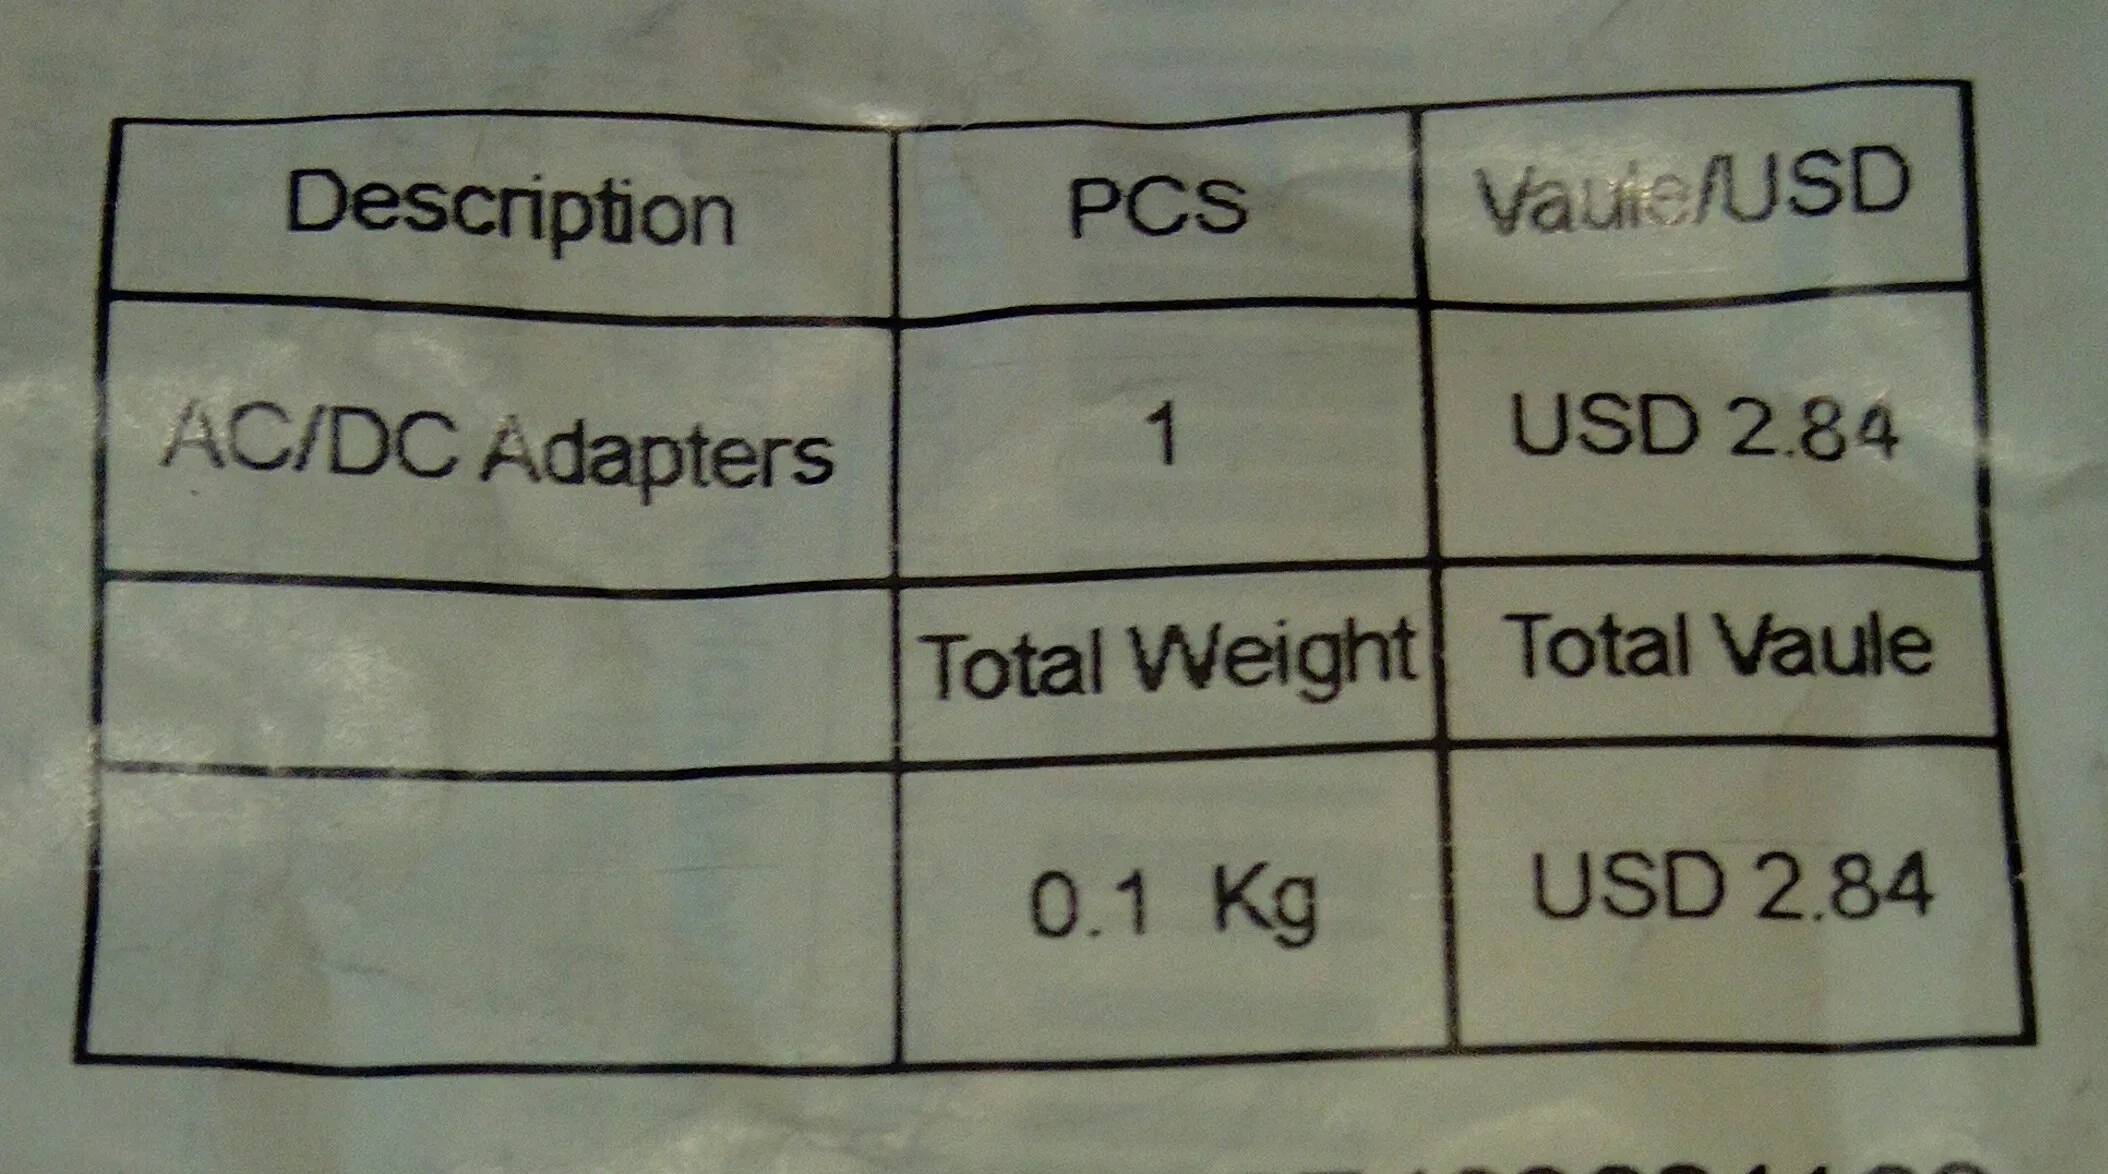 Description PCS Vaule/USD
AC/DC Adapters 1 USD 2.84
Total Weight Total Vaule
0.1 Kg USD 2.84